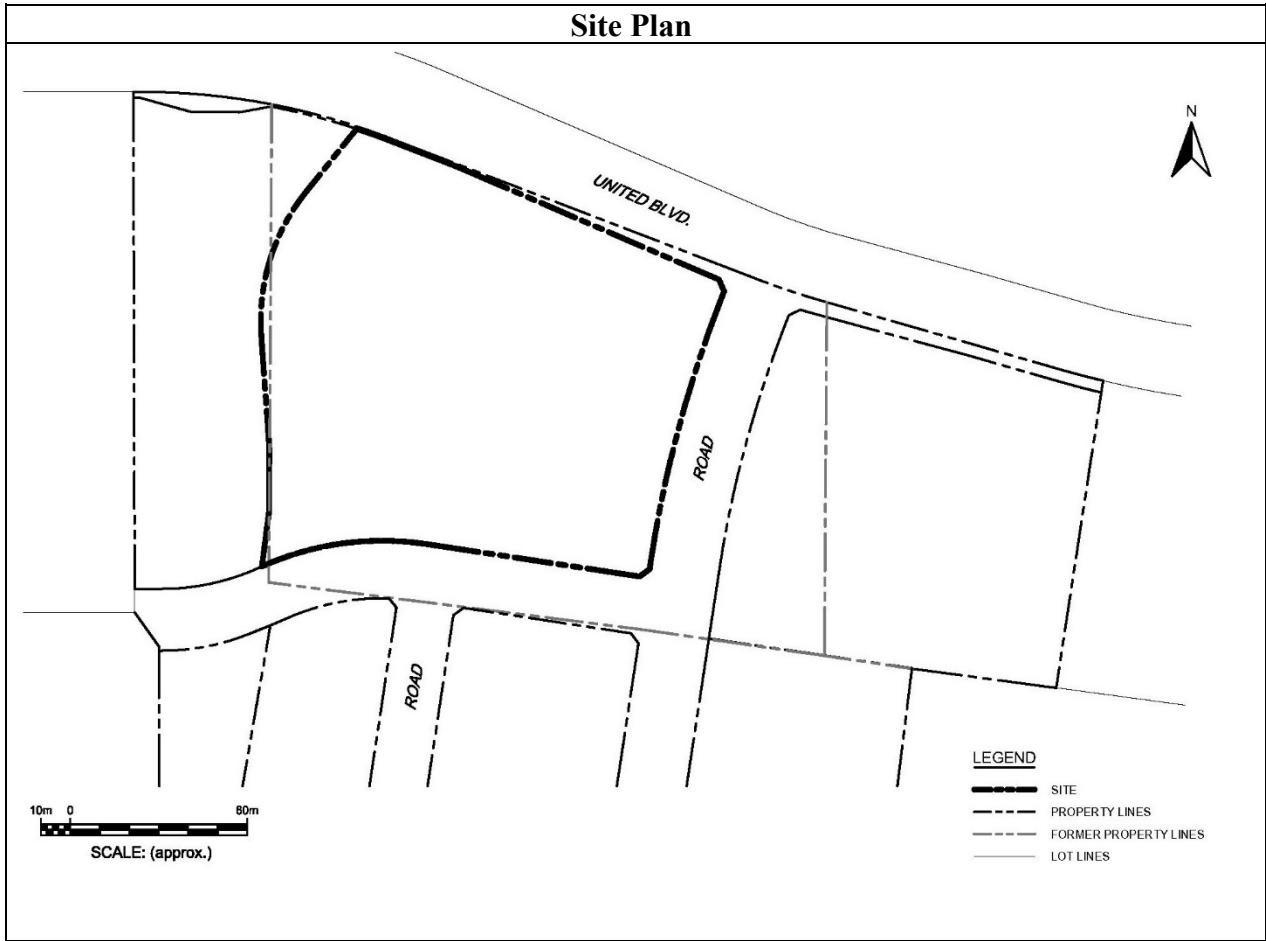 Site Plan
N
UNITED BLVD.
ROAD
ROAD
LEGEND
SITE
PROPERTY LINES
FORMER PROPERTY LINES
LOT LINES
10m 0 60m
SCALE: (approx.)